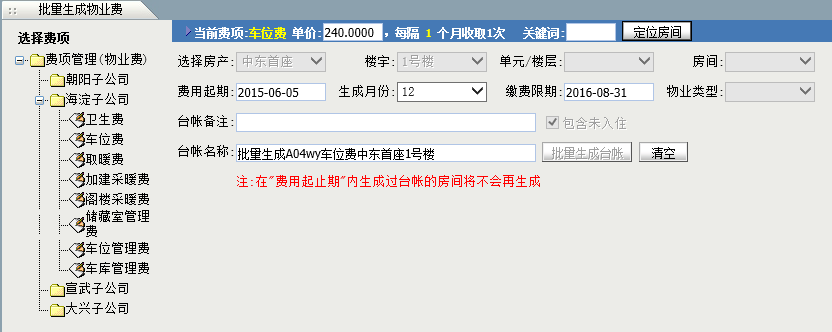 批量生成物业费
选择费项
费项管理(物业费)
朝阳子公司
海淀子公司
卫生费
车位费
取暖费
加建采暖费
阁楼采暖费
储藏室管理
费
车位管理费
车库管理费
宣武子公司
大兴子公司
当前费项:车位费 单价:240.0000，每隔 1 个月收取1次 关键词: 定位房间
选择房产: 中东首座 楼宇: 1号楼 单元/楼层: 房间:
费用起期: 2015-06-05 生成月份: 12 缴费限期: 2016-08-31 物业类型:
台帐备注: 包含未入住
台帐名称: 批量生成A04wy车位费中东首座1号楼 批量生成台帐 清空
注:在"费用起止期"内生成过台帐的房间将不会再生成